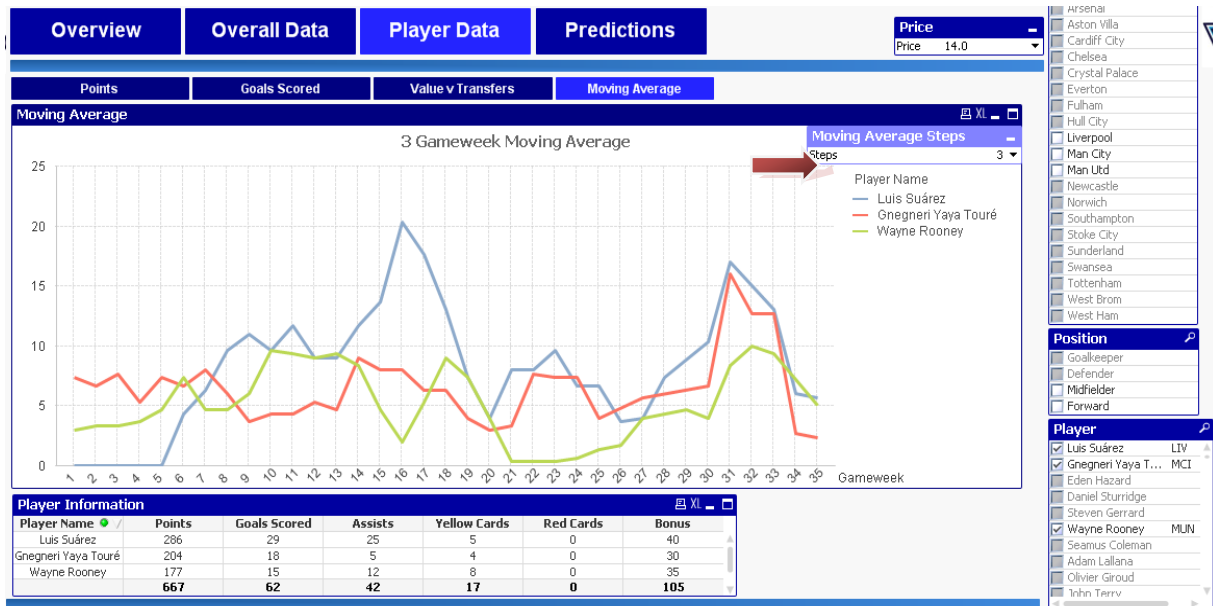 Overview Overall Data Player Data Predictions
Price
Price 14.0
Points Goals Scored Value v Transfers Moving Average
Moving Average XL
3 Gameweek Moving Average
Moving Average Steps
Steps 3
Player Name
Luis Suárez
Gnegneri Yaya Touré
Wayne Rooney
25
20
15
10
5
0
1 2 3 4 5 6 7 8 9 10 11 12 13 14 15 16 17 18 19 20 21 22 23 24 25 26 27 28 29 30 31 32 33 34 35 Gameweek
Player Information XL
Player Name Points Goals Scored Assists Yellow Cards Red Cards Bonus
Luis Suárez 286 29 25 5 0 40
Gnegneri Yaya Touré 204 18 5 4 0 30
Wayne Rooney 177 15 12 8 0 35
667 62 42 17 0 105
Arsenal
Aston Villa
Cardiff City
Chelsea
Crystal Palace
Everton
Fulham
Hull City
Liverpool
Man City
Man Utd
Newcastle
Norwich
Southampton
Stoke City
Sunderland
Swansea
Tottenham
West Brom
West Ham
Position
Goalkeeper
Defender
Midfielder
Forward
Player
Luis Suárez LIV
Gnegneri Yaya T... MCI
Eden Hazard
Daniel Sturridge
Steven Gerrard
Wayne Rooney MUN
Seamus Coleman
Adam Lallana
Olivier Giroud
John Terry